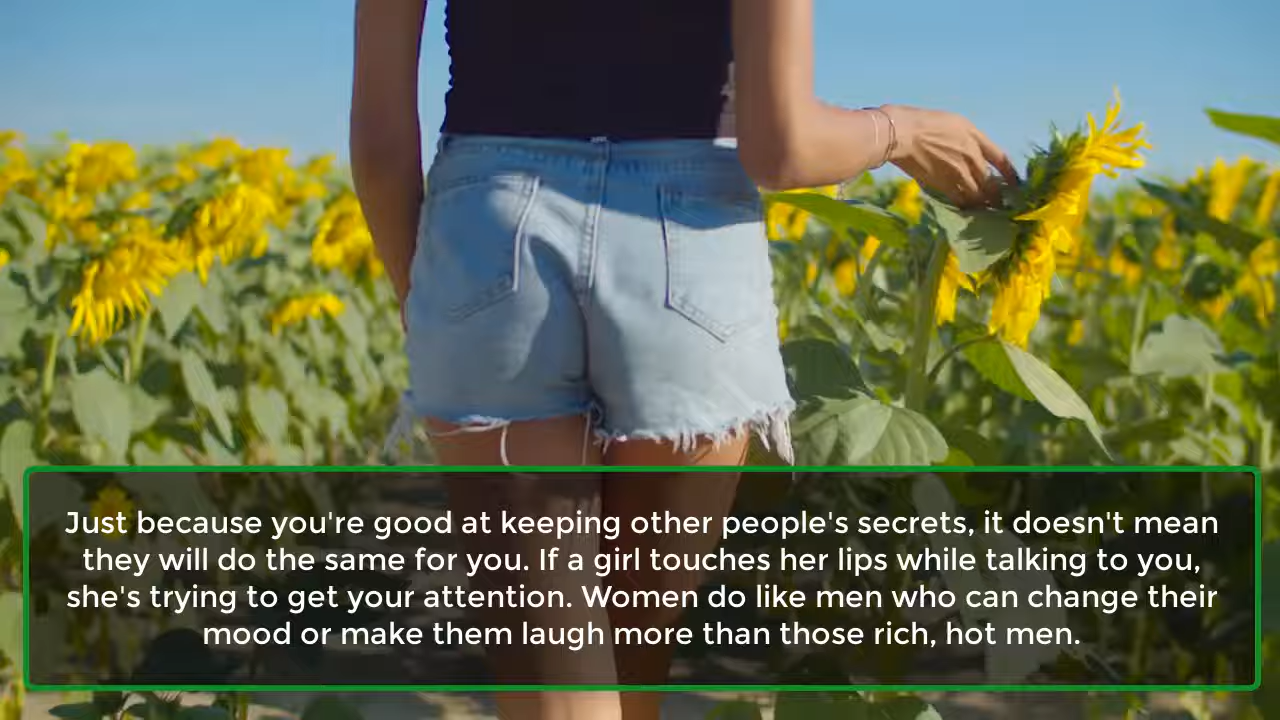 Just because you're good at keeping other people's secrets, it doesn't mean
they will do the same for you. If a girl touches her lips while talking to you,
she's trying to get your attention. Women do like men who can change their
mood or make them laugh more than those rich, hot men.